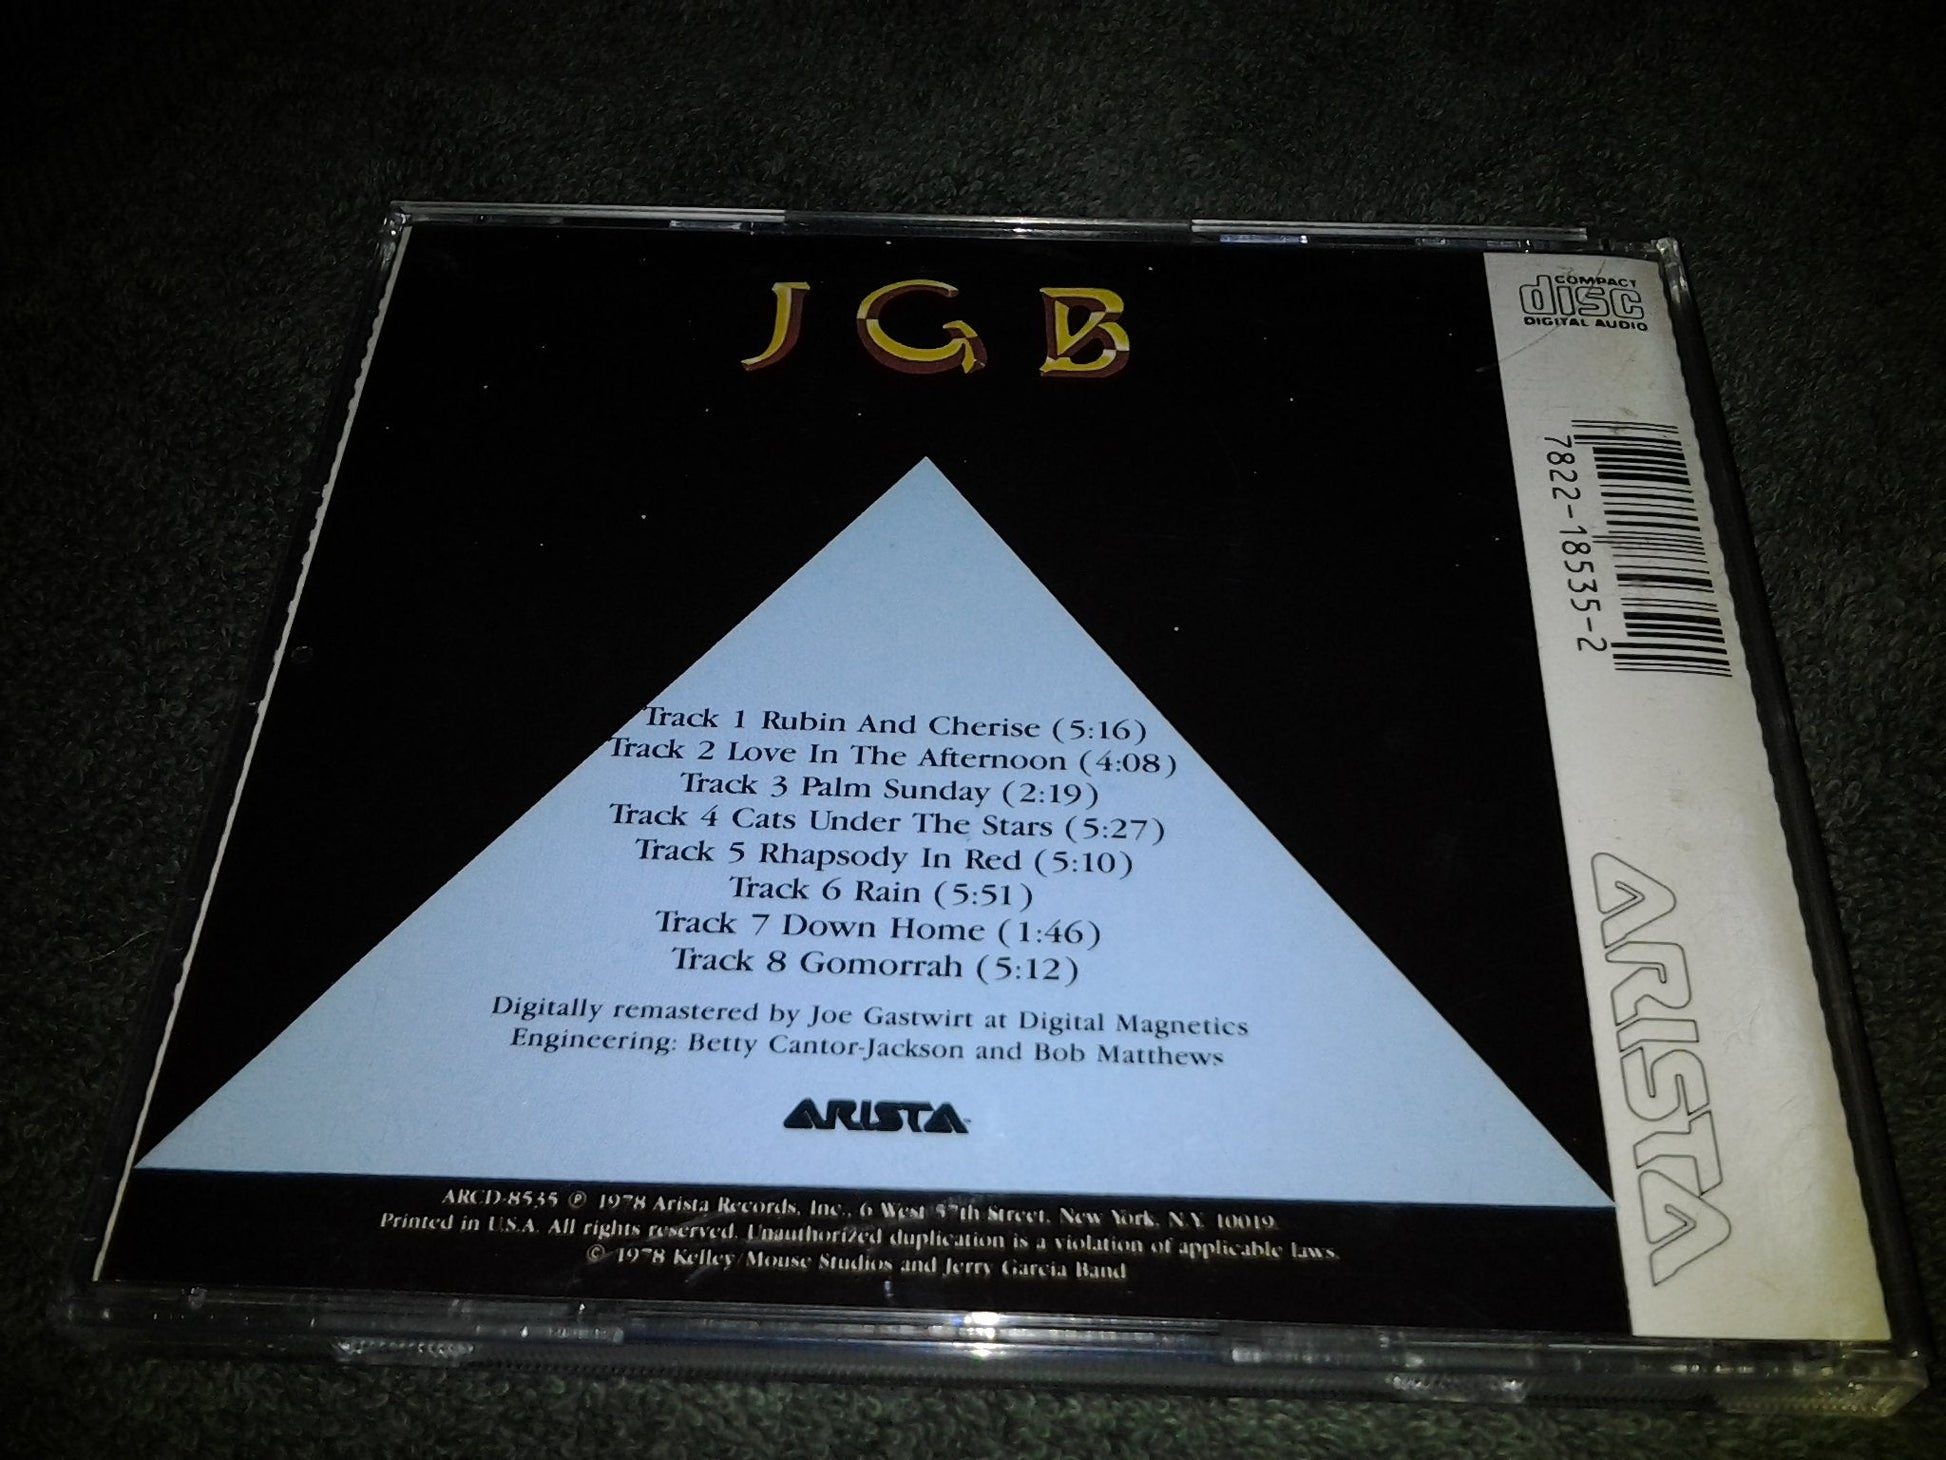 J G B
Track 1 Rubin And Cherise (5:16)
Track 2 Love In The Afternoon (4:08)
Track 3 Palm Sunday (2:19)
Track 4 Cats Under The Stars (5:27)
Track 5 Rhapsody In Red (5:10)
Track 6 Rain (5:51)
Track 7 Down Home (1:46)
Track 8 Gomorrah (5:12)
Digitally remastered by Joe Gastwirt at Digital Magnetics
Engineering: Betty Cantor-Jackson and Bob Matthews
ARISTA
ARCD-8535 ℗ 1978 Arista Records, Inc., 6 West 57th Street, New York, N.Y. 10019.
Printed in U.S.A. All rights reserved. Unauthorized duplication is a violation of applicable laws.
© 1978 Kelley/Mouse Studios and Jerry Garcia Band
COMPACT
disc
DIGITAL AUDIO
7822-18535-2
ARISTA